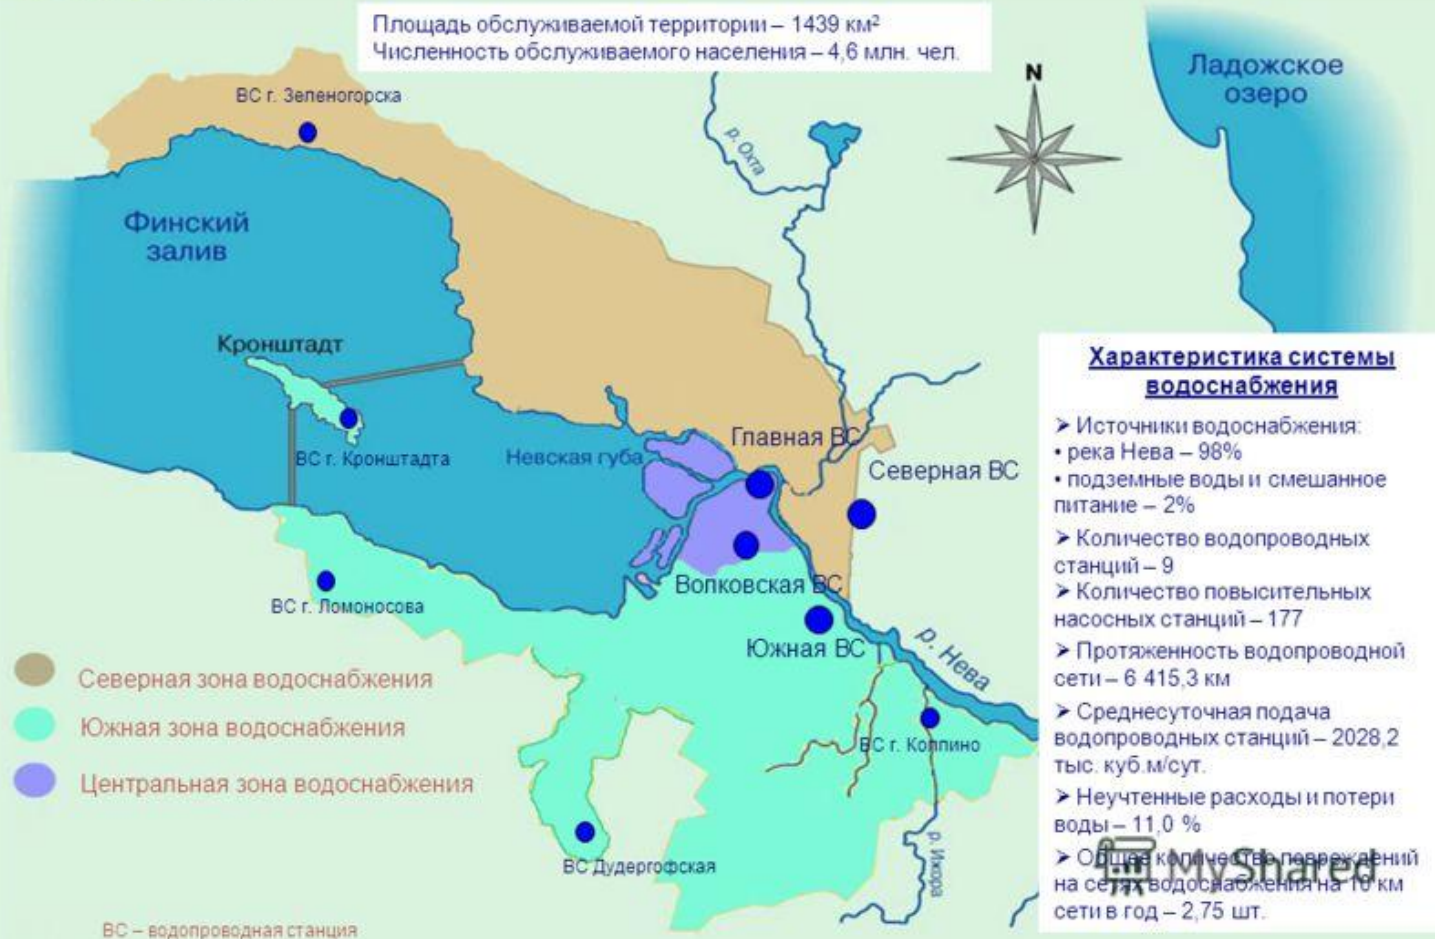 Площадь обслуживаемой территории – 1439 км²
Численность обслуживаемого населения – 4,6 млн. чел.
ВС г. Зеленогорска
р. Охта
N
Ладожское
озеро
Финский
залив
Кронштадт
ВС г. Кронштадта
Невская губа
Главная ВС
Северная ВС
Волковская ВС
ВС г. Ломоносова
Южная ВС
р. Нева
ВС г. Колпино
ВС Дудергофская
р. Ижора
Северная зона водоснабжения
Южная зона водоснабжения
Центральная зона водоснабжения
ВС – водопроводная станция
Характеристика системы
водоснабжения
➢ Источники водоснабжения:
• река Нева – 98%
• подземные воды и смешанное
питание – 2%
➢ Количество водопроводных
станций – 9
➢ Количество повысительных
насосных станций – 177
➢ Протяженность водопроводной
сети – 6 415,3 км
➢ Среднесуточная подача
водопроводных станций – 2028,2
тыс. куб.м/сут.
➢ Неучтенные расходы и потери
воды – 11,0 %
➢ Общее количество повреждений
на сетях водоснабжения на 10 км
сети в год – 2,75 шт.
MyShared